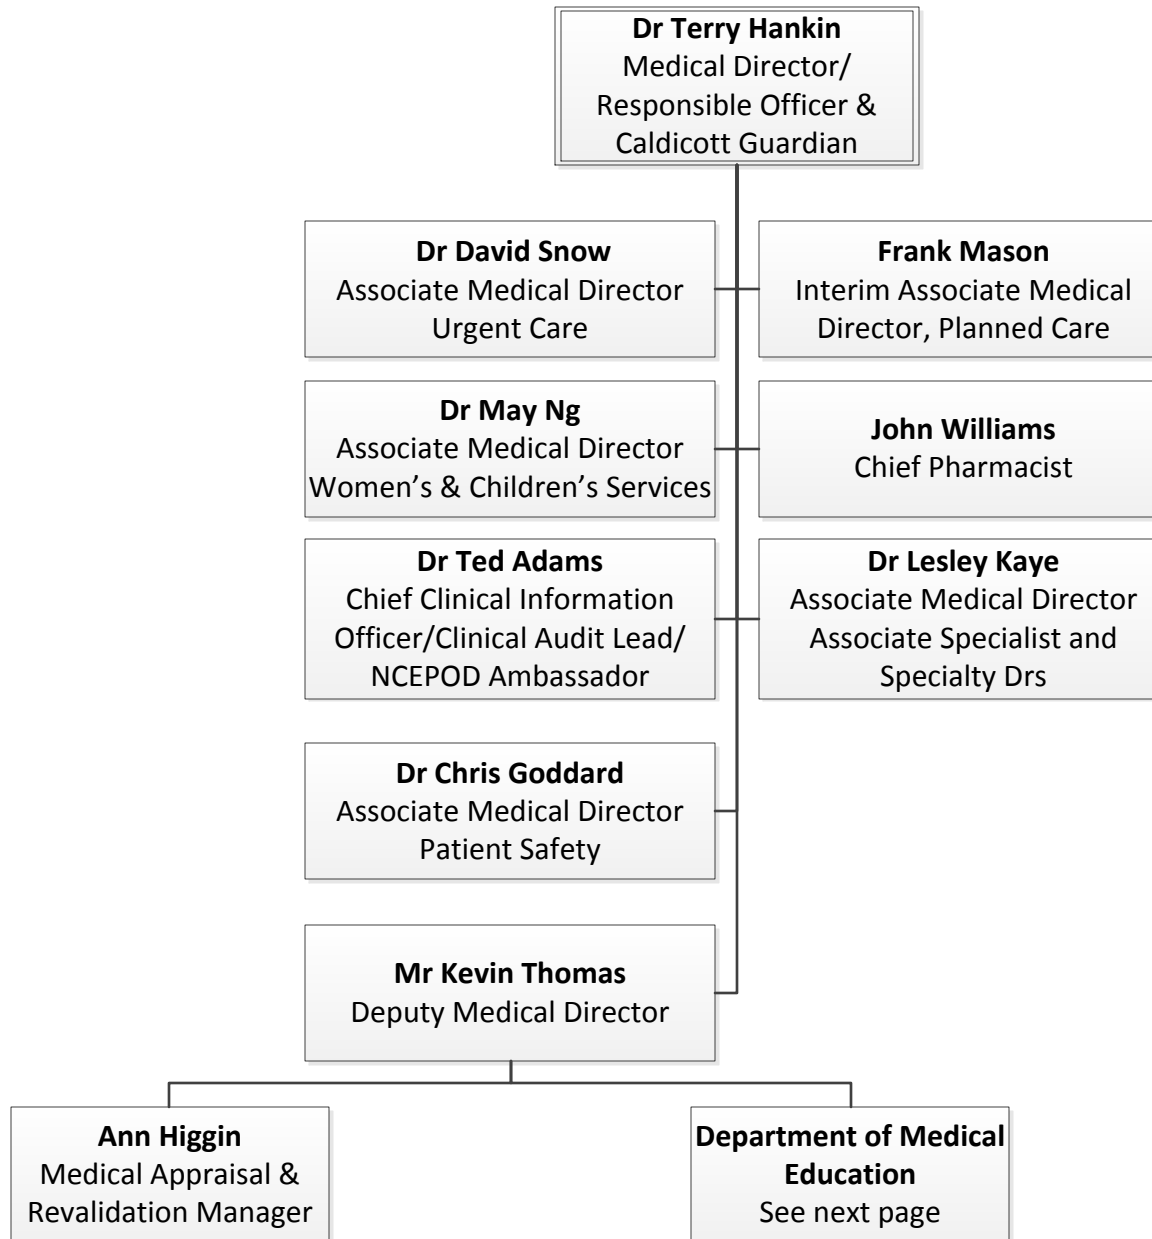 Dr Terry Hankin
Medical Director/
Responsible Officer &
Caldicott Guardian
Dr David Snow
Associate Medical Director
Urgent Care
Frank Mason
Interim Associate Medical
Director, Planned Care
Dr May Ng
Associate Medical Director
Women’s & Children’s Services
John Williams
Chief Pharmacist
Dr Ted Adams
Chief Clinical Information
Officer/Clinical Audit Lead/
NCEPOD Ambassador
Dr Lesley Kaye
Associate Medical Director
Associate Specialist and
Specialty Drs
Dr Chris Goddard
Associate Medical Director
Patient Safety
Mr Kevin Thomas
Deputy Medical Director
Ann Higgin
Medical Appraisal &
Revalidation Manager
Department of Medical
Education
See next page